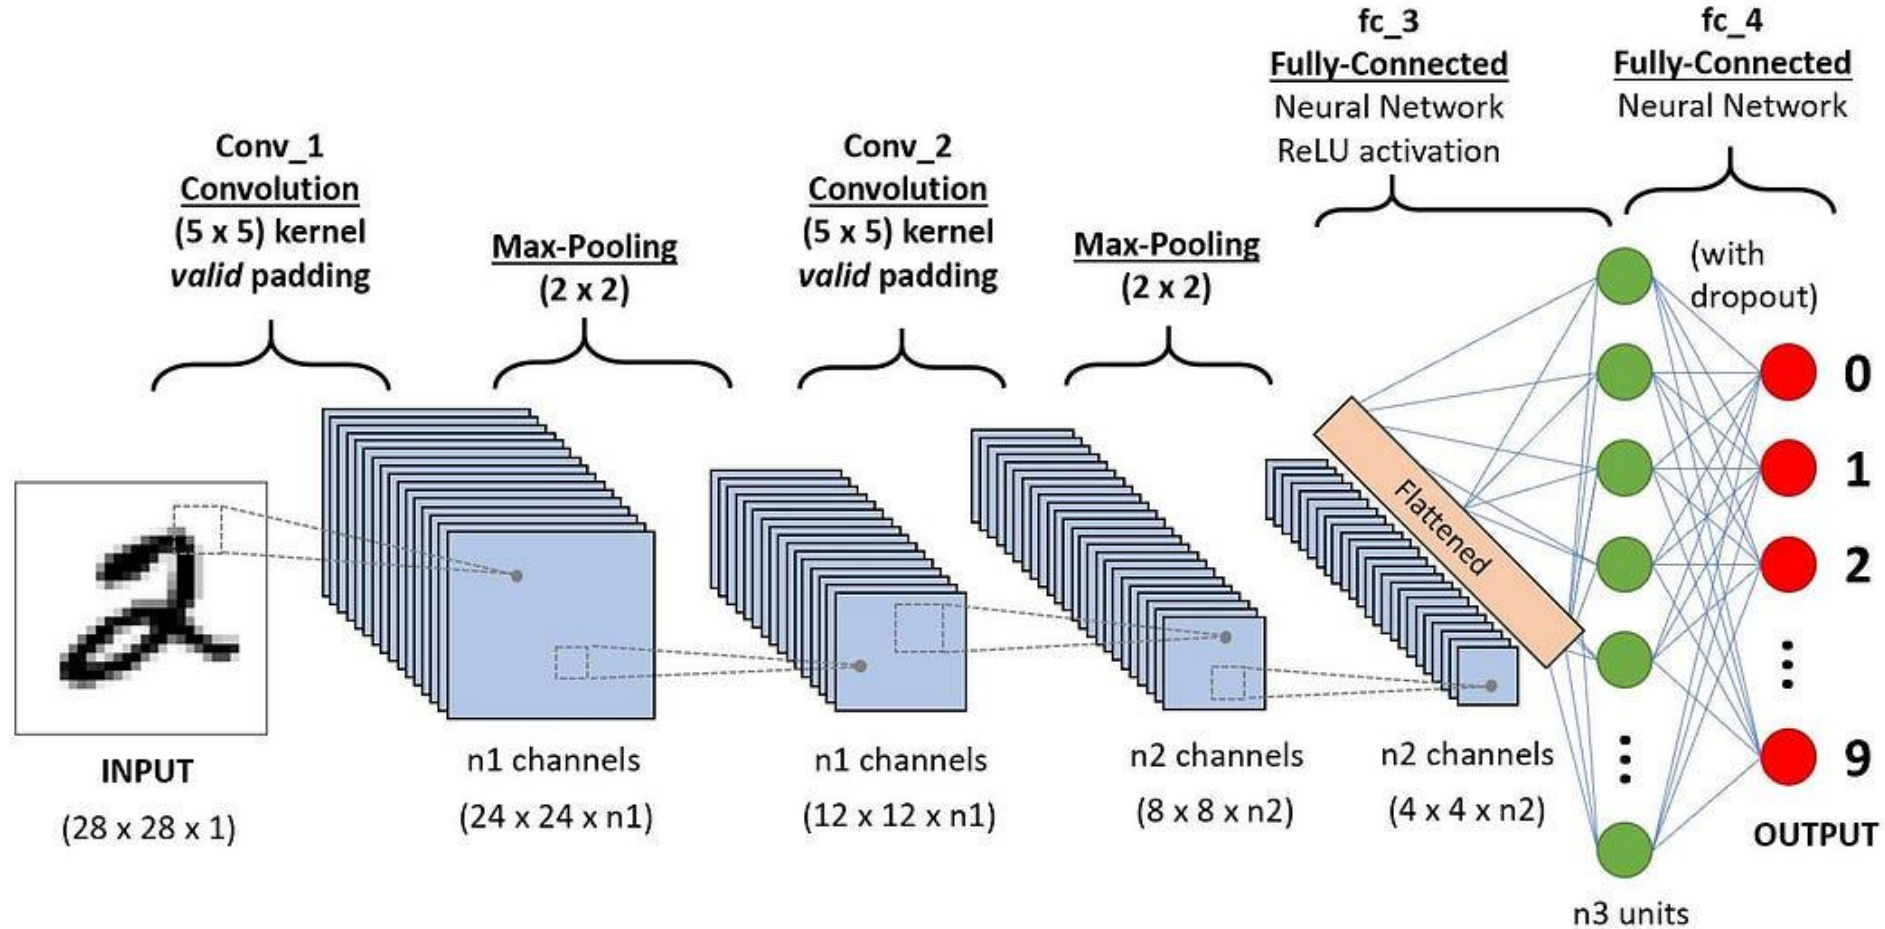 Conv_1
Convolution
(5 x 5) kernel
valid padding
Max-Pooling
(2 x 2)
Conv_2
Convolution
(5 x 5) kernel
valid padding
Max-Pooling
(2 x 2)
fc_3
Fully-Connected
Neural Network
ReLU activation
fc_4
Fully-Connected
Neural Network
(with
dropout)
INPUT
(28 x 28 x 1)
n1 channels
(24 x 24 x n1)
n1 channels
(12 x 12 x n1)
n2 channels
(8 x 8 x n2)
n2 channels
(4 x 4 x n2)
Flattened
n3 units
0
1
2
9
OUTPUT
2